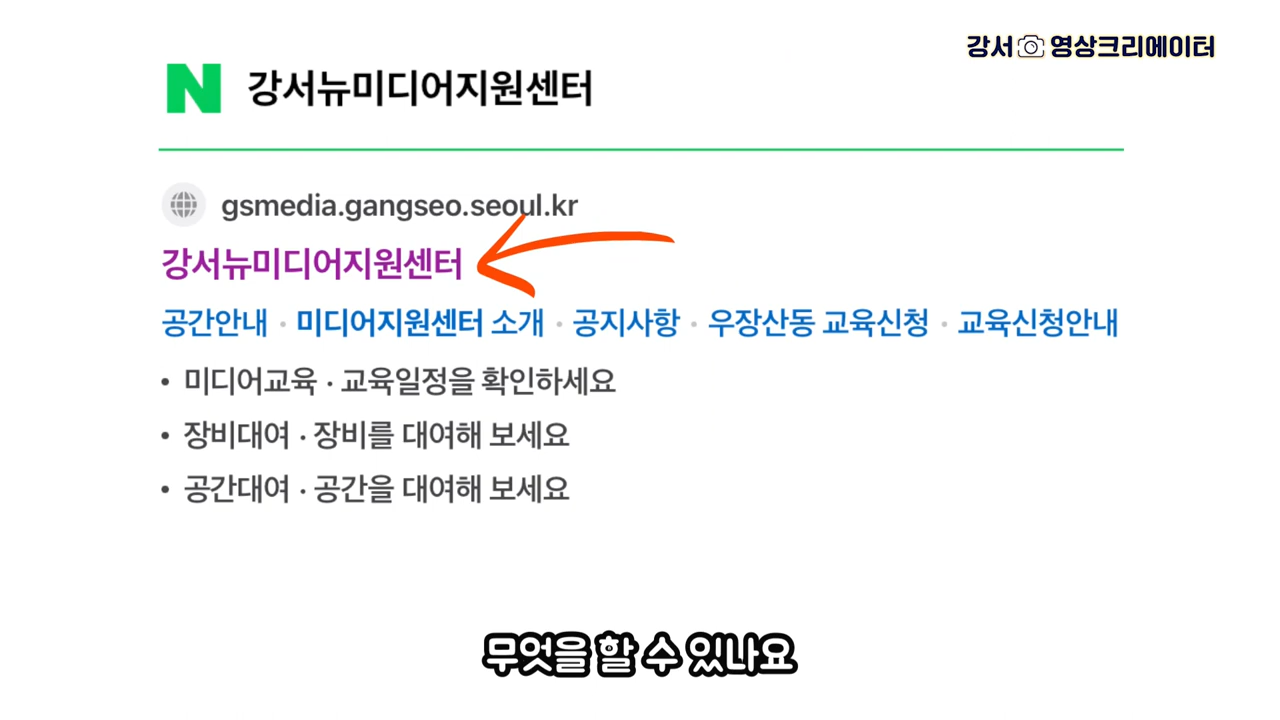 강서 영상크리에이터
N 강서뉴미디어지원센터
gsmedia.gangseo.seoul.kr
강서뉴미디어지원센터
공간안내 · 미디어지원센터 소개 · 공지사항 · 우장산동 교육신청 · 교육신청안내
• 미디어교육 · 교육일정을 확인하세요
• 장비대여 · 장비를 대여해 보세요
• 공간대여 · 공간을 대여해 보세요
무엇을 할 수 있나요